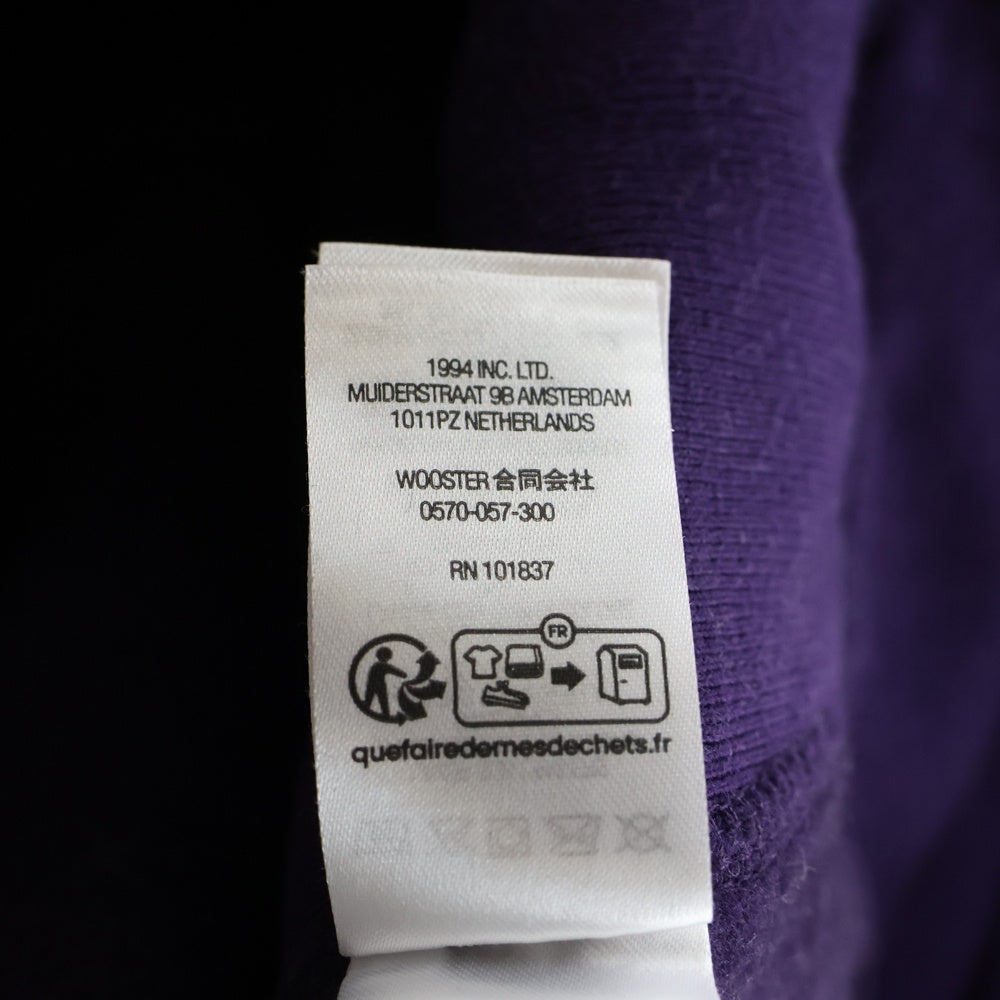 1994 INC. LTD.
MUIDERSTRAAT 9B AMSTERDAM
1011PZ NETHERLANDS
WOOSTER 合同会社
0570-057-300
RN 101837
FR
quefairedemesdechets.fr